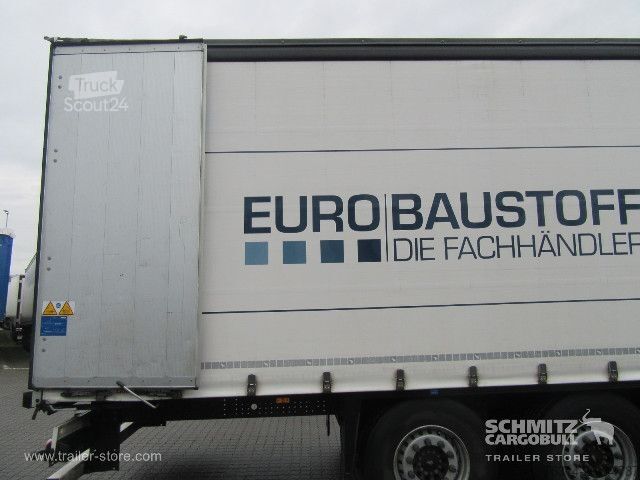 Truck
Scout24
EURO BAUSTOFF
DIE FACHHÄNDLER
SCHMITZ
CARGOBULL
TRAILER STORE
www.trailer-store.com